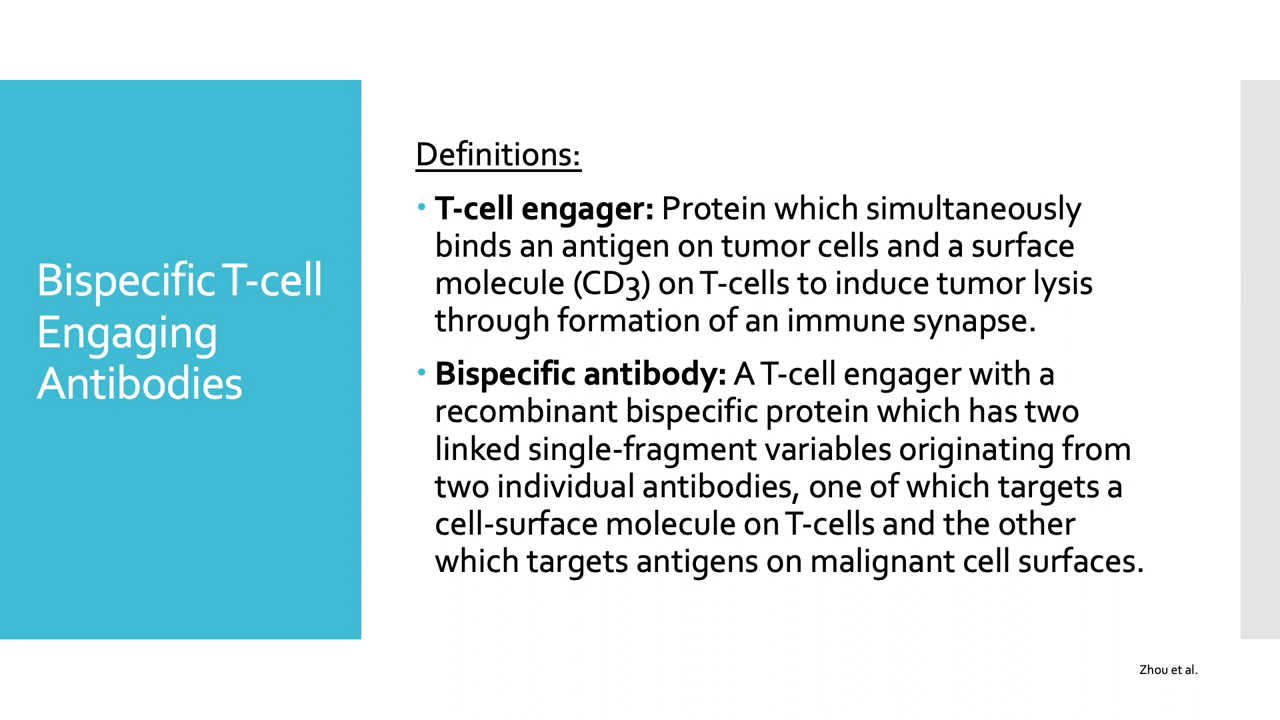 Bispecific T-cell
Engaging
Antibodies
Definitions:
• T-cell engager: Protein which simultaneously
binds an antigen on tumor cells and a surface
molecule (CD3) on T-cells to induce tumor lysis
through formation of an immune synapse.
• Bispecific antibody: A T-cell engager with a
recombinant bispecific protein which has two
linked single-fragment variables originating from
two individual antibodies, one of which targets a
cell-surface molecule on T-cells and the other
which targets antigens on malignant cell surfaces.
Zhou et al.